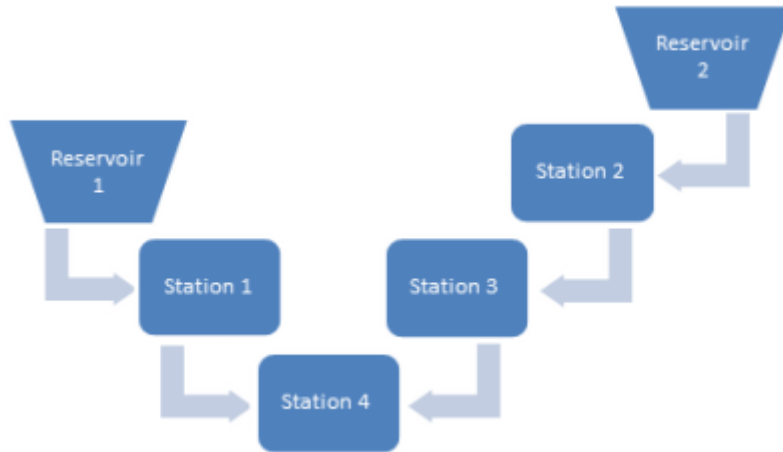 Reservoir
2
Reservoir
1
Station 2
Station 1
Station 3
Station 4